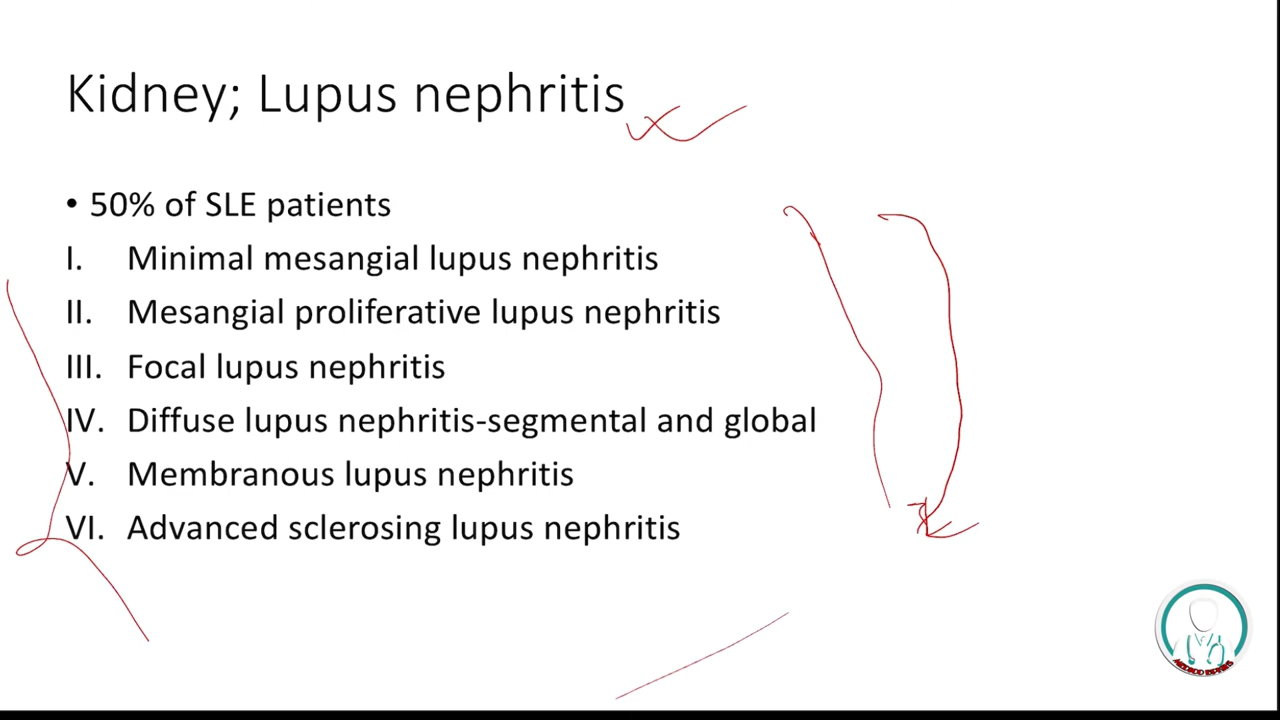 Kidney; Lupus nephritis
• 50% of SLE patients
I. Minimal mesangial lupus nephritis
II. Mesangial proliferative lupus nephritis
III. Focal lupus nephritis
IV. Diffuse lupus nephritis-segmental and global
V. Membranous lupus nephritis
VI. Advanced sclerosing lupus nephritis